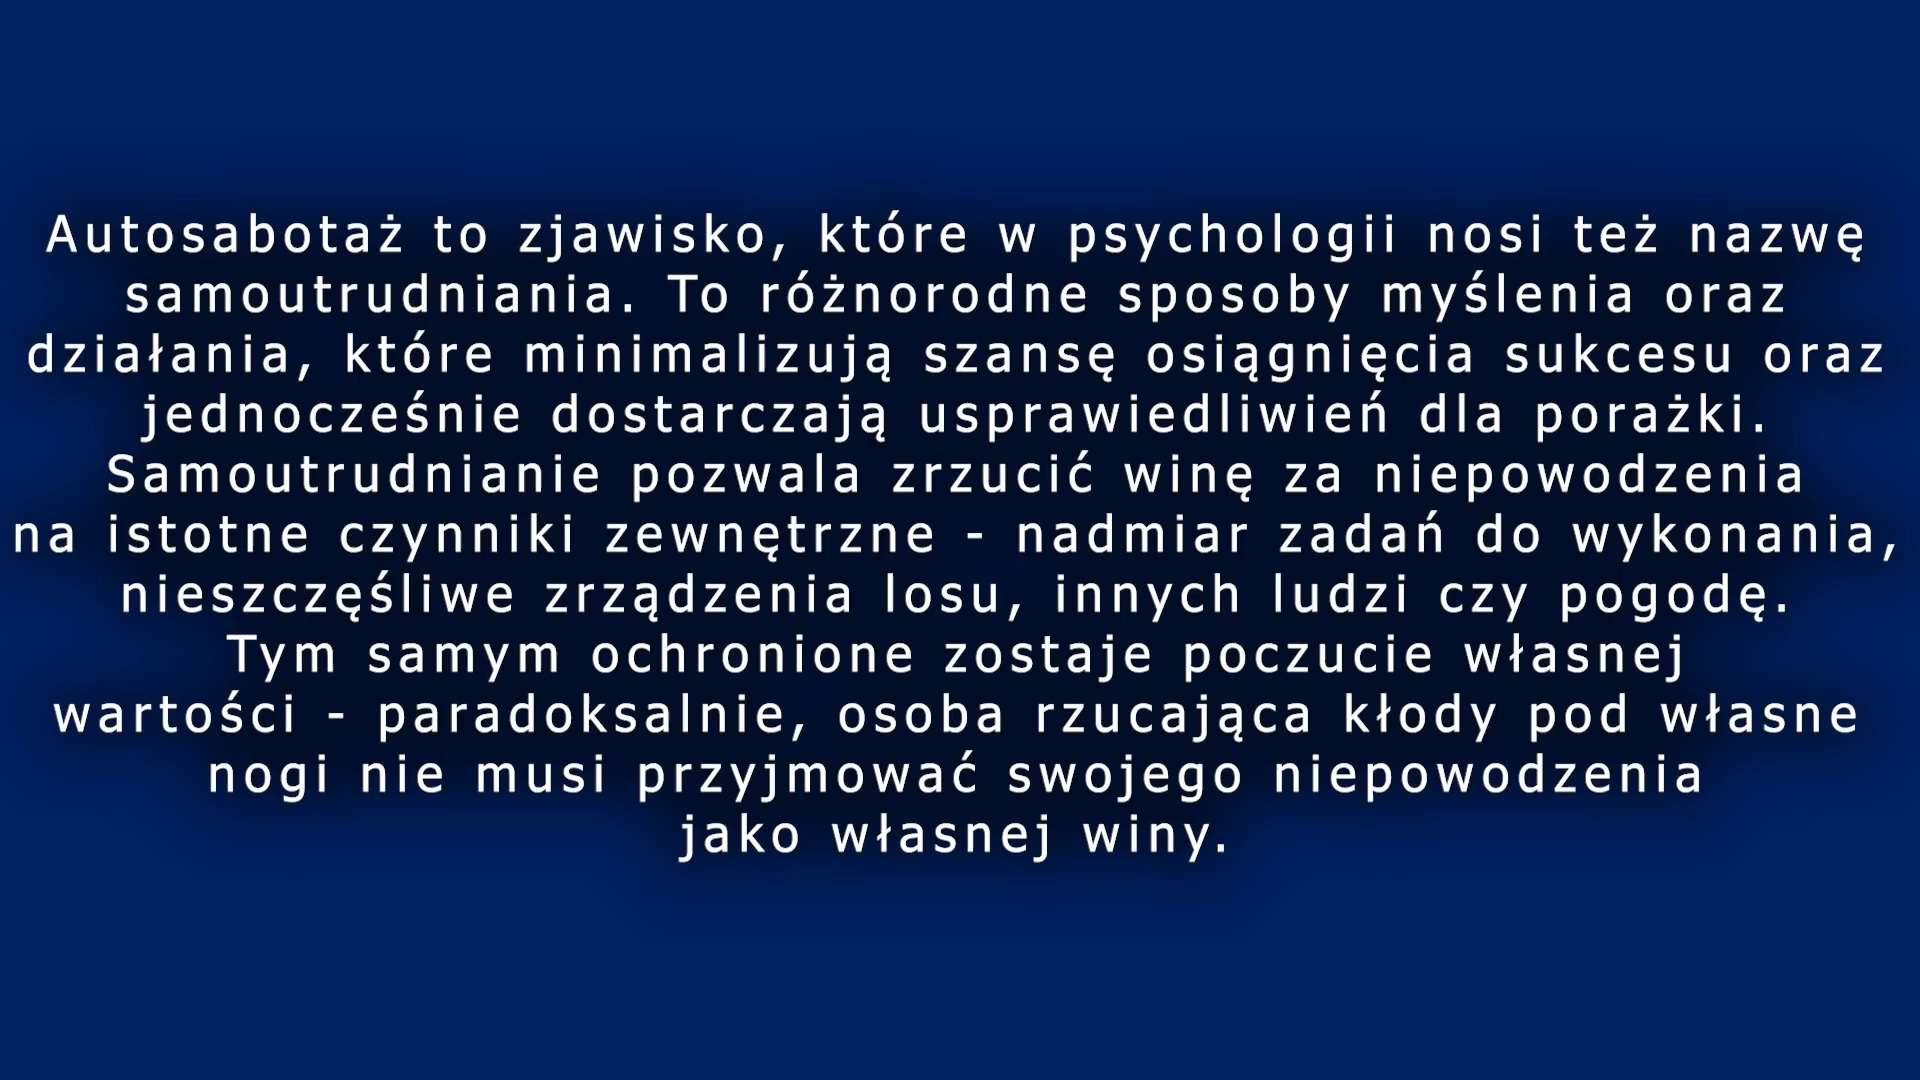 Autosabotaż to zjawisko, które w psychologii nosi też nazwę
samoutrudniania. To różnorodne sposoby myślenia oraz
działania, które minimalizują szansę osiągnięcia sukcesu oraz
jednocześnie dostarczają usprawiedliwień dla porażki.
Samoutrudnianie pozwala zrzucić winę za niepowodzenia
na istotne czynniki zewnętrzne - nadmiar zadań do wykonania,
nieszczęśliwe zrządzenia losu, innych ludzi czy pogodę.
Tym samym ochronione zostaje poczucie własnej
wartości - paradoksalnie, osoba rzucająca kłody pod własne
nogi nie musi przyjmować swojego niepowodzenia
jako własnej winy.